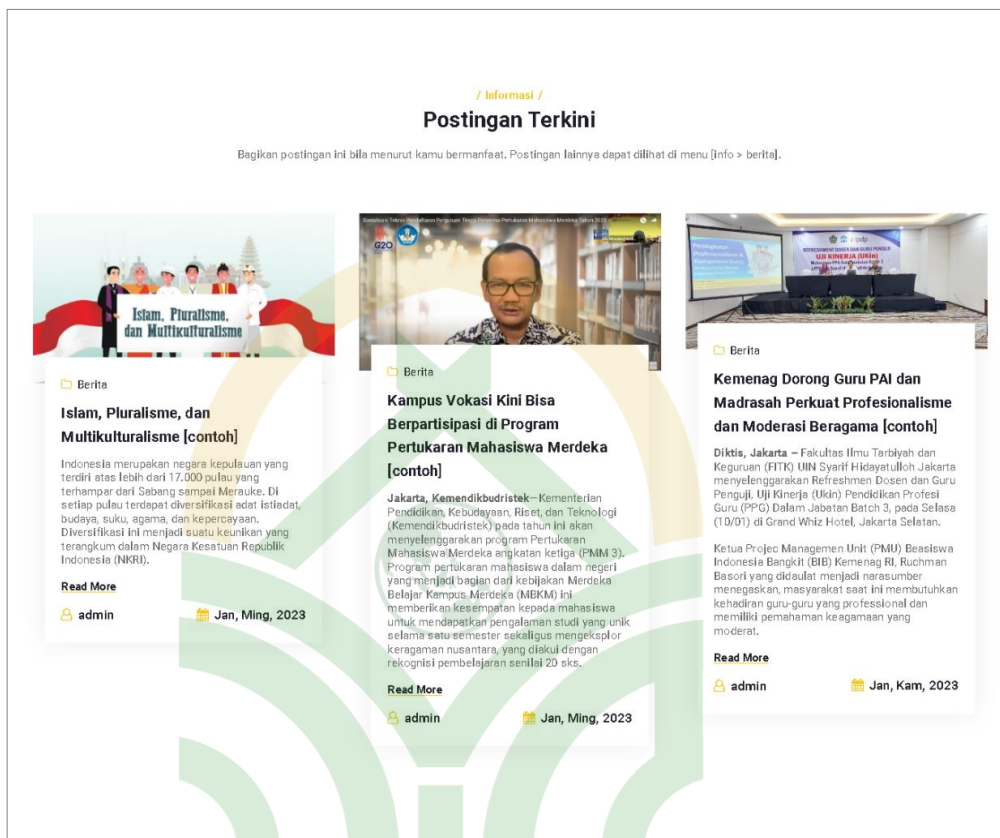 / Informasi /
Postingan Terkini
Bagikan postingan ini bila menurut kamu bermanfaat. Postingan lainnya dapat dilihat di menu [info > berita].
Islam, Pluralisme,
dan Multikulturalisme
Berita
Islam, Pluralisme, dan
Multikulturalisme [contoh]
Indonesia merupakan negara kepulauan yang
terdiri atas lebih dari 17.000 pulau yang
terhampar dari Sabang sampai Merauke. Di
setiap pulau terdapat diversifikasi adat istiadat,
budaya, suku, agama, dan kepercayaan.
Diversifikasi ini menjadi suatu keunikan yang
terangkum dalam Negara Kesatuan Republik
Indonesia (NKRI).
Read More
admin
Jan, Ming, 2023
G20
Berita
Kampus Vokasi Kini Bisa
Berpartisipasi di Program
Pertukaran Mahasiswa Merdeka
[contoh]
Jakarta, Kemendikbudristek—Kementerian
Pendidikan, Kebudayaan, Riset, dan Teknologi
(Kemendikbudristek) pada tahun ini akan
menyelenggarakan program Pertukaran
Mahasiswa Merdeka angkatan ketiga (PMM 3).
Program pertukaran mahasiswa dalam negeri
yang menjadi bagian dari kebijakan Merdeka
Belajar Kampus Merdeka (MBKM) ini
memberikan kesempatan kepada mahasiswa
untuk mendapatkan pengalaman studi yang unik
selama satu semester sekaligus mengeksplor
keragaman nusantara, yang diakui dengan
rekognisi pembelajaran senilai 20 sks.
Read More
admin
Jan, Ming, 2023
REFRESHMENT DOSEN DAN GURU PENGUJI
UJI KINERJA (UKin)
Berita
Kemenag Dorong Guru PAI dan
Madrasah Perkuat Profesionalisme
dan Moderasi Beragama [contoh]
Diktis, Jakarta – Fakultas Ilmu Tarbiyah dan
Keguruan (FITK) UIN Syarif Hidayatulloh Jakarta
menyelenggarakan Refreshmen Dosen dan Guru
Penguji, Uji Kinerja (Ukin) Pendidikan Profesi
Guru (PPG) Dalam Jabatan Batch 3, pada Selasa
(10/01) di Grand Whiz Hotel, Jakarta Selatan.
Ketua Projec Managemen Unit (PMU) Beasiswa
Indonesia Bangkit (BIB) Kemenag RI, Ruchman
Basori yang didaulat menjadi narasumber
menegaskan, masyarakat saat ini membutuhkan
kehadiran guru-guru yang professional dan
memiliki pemahaman keagamaan yang
moderat.
Read More
admin
Jan, Kam, 2023